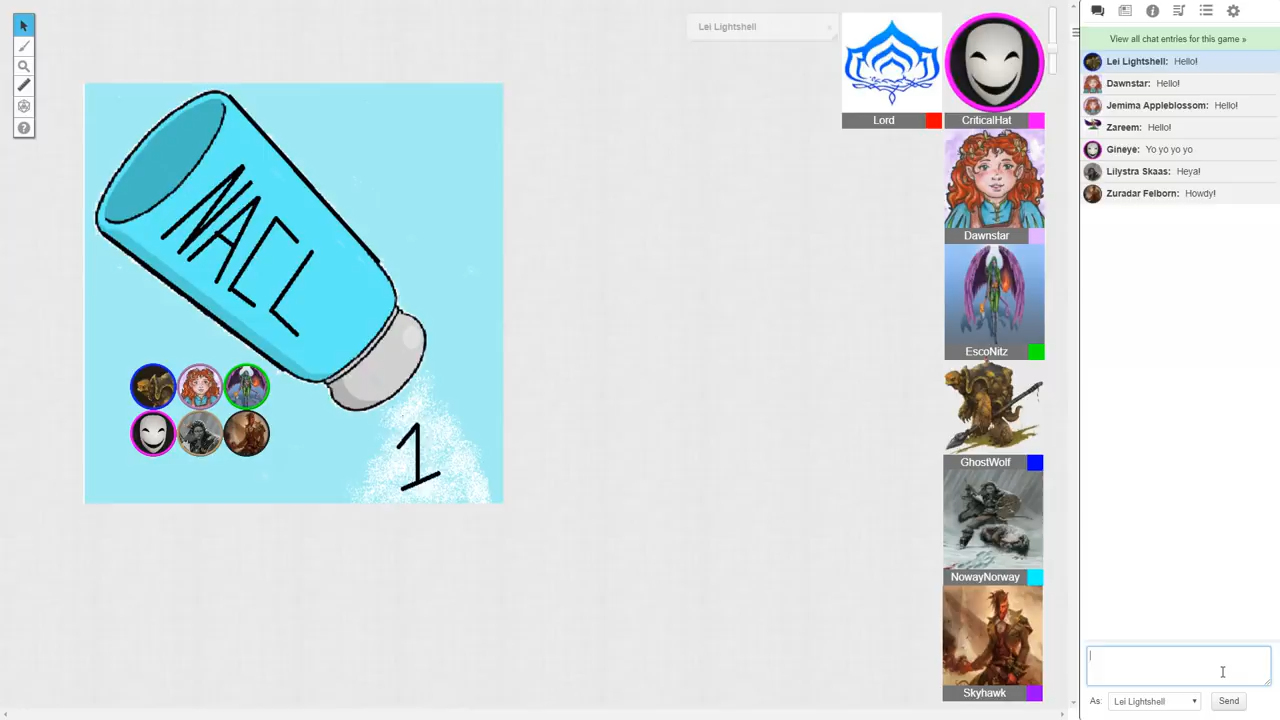 Lei Lightshell
NACL
1
Lord
CriticalHat
Dawnstar
EscoNitz
GhostWolf
NowayNorway
Skyhawk
View all chat entries for this game »
Lei Lightshell: Hello!
Dawnstar: Hello!
Jemima Appleblossom: Hello!
Zareem: Hello!
Gineye: Yo yo yo yo
Lilystra Skaas: Heya!
Zuradar Felborn: Howdy!
As: Lei Lightshell Send